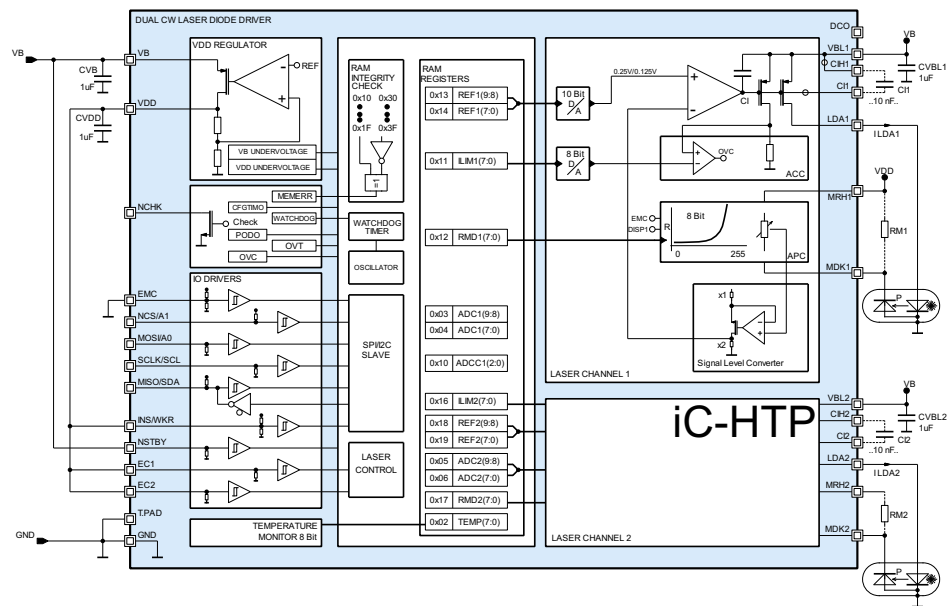 DUAL CW LASER DIODE DRIVER
VB
CVB
1uF
CVDD
1uF
VB
VDD
NCHK
EMC
NCS/A1
MOSI/A0
SCLK/SCL
MISO/SDA
INS/WKR
NSTBY
EC1
EC2
T.PAD
GND
GND
VDD REGULATOR
REF
VB UNDERVOLTAGE
VDD UNDERVOLTAGE
MEMERR
CFGTIMO
Check
WATCHDOG
PODO
OVT
OVC
IO DRIVERS
TEMPERATURE
MONITOR 8 Bit
RAM
INTEGRITY
CHECK
0x10 0x30
0x1F 0x3F
=1
WATCHDOG
TIMER
OSCILLATOR
SPI/I2C
SLAVE
LASER
CONTROL
RAM
REGISTERS
0x13 REF1(9:8)
0x14 REF1(7:0)
0x11 ILIM1(7:0)
0x12 RMD1(7:0)
0x03 ADC1(9:8)
0x04 ADC1(7:0)
0x10 ADCC1(2:0)
0x16 ILIM2(7:0)
0x18 REF2(9:8)
0x19 REF2(7:0)
0x05 ADC2(9:8)
0x06 ADC2(7:0)
0x17 RMD2(7:0)
0x02 TEMP(7:0)
10 Bit
D/A
0.25V/0.125V
CI
8 Bit
D/A
OVC
ACC
EMC
DISP1
R
8 Bit
0 255
APC
x1
x2
Signal Level Converter
LASER CHANNEL 1
iC-HTP
LASER CHANNEL 2
DCO
VBL1
CIH1
CI1
LDA1
MRH1
MDK1
VBL2
CIH2
CI2
LDA2
MRH2
MDK2
VB
CVBL1
1uF
CI1
..10 nF..
ILDA1
VDD
RM1
P
VB
CVBL2
1uF
CI2
..10 nF..
ILDA2
RM2
P